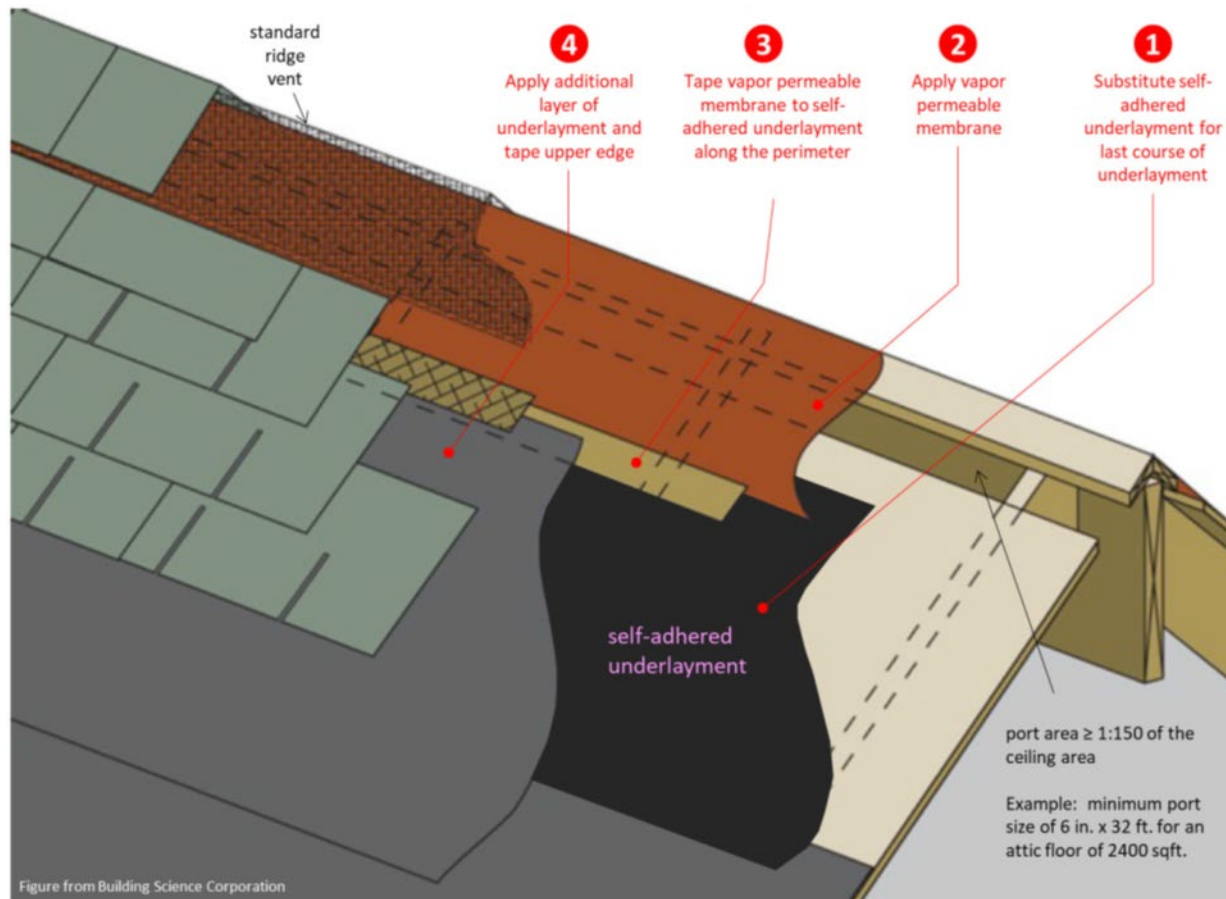 standard
ridge
vent
4
Apply additional
layer of
underlayment and
tape upper edge
3
Tape vapor permeable
membrane to self-
adhered underlayment
along the perimeter
2
Apply vapor
permeable
membrane
1
Substitute self-
adhered
underlayment for
last course of
underlayment
self-adhered
underlayment
port area ≥ 1:150 of the
ceiling area
Example: minimum port
size of 6 in. x 32 ft. for an
attic floor of 2400 sqft.
Figure from Building Science Corporation